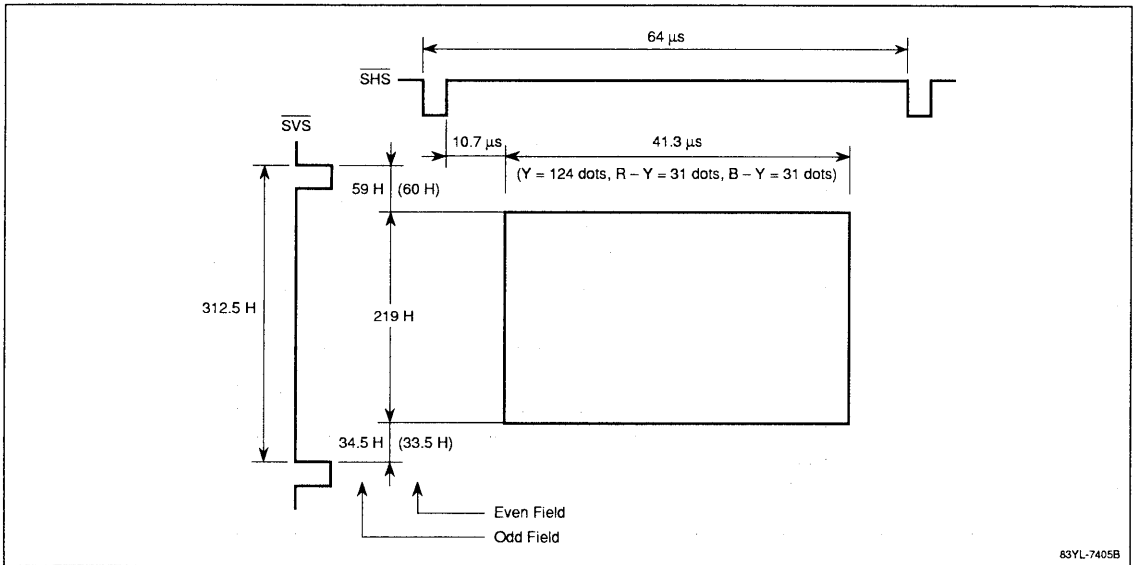 64 µs
SHS
SVS
10.7 µs
41.3 µs
(Y = 124 dots, R – Y = 31 dots, B – Y = 31 dots)
59 H (60 H)
312.5 H
219 H
34.5 H (33.5 H)
Even Field
Odd Field
83YL-7405B